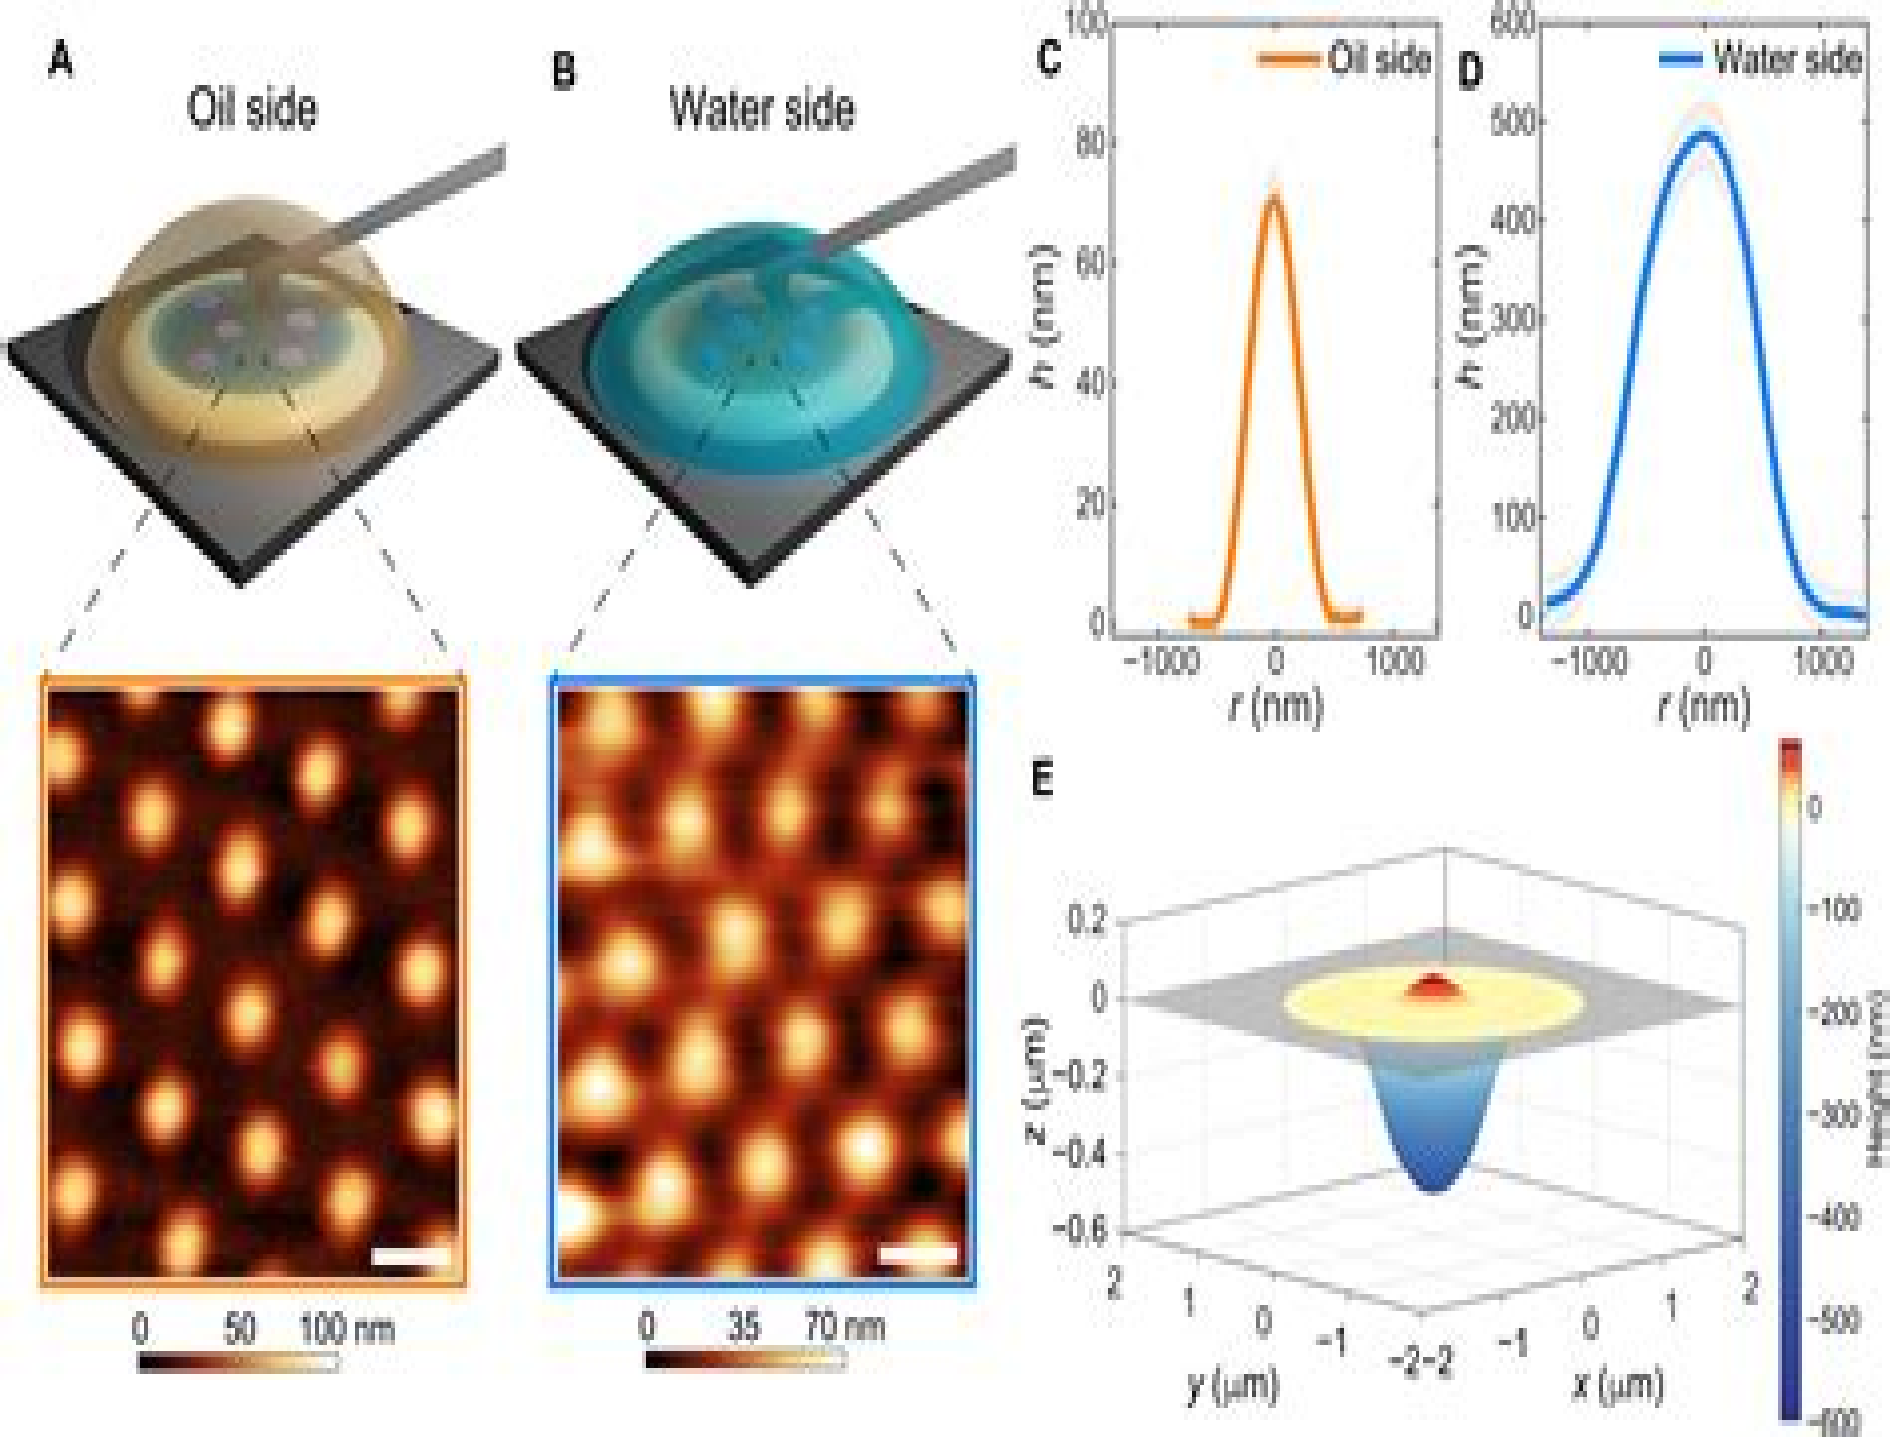 A
Oil side
0 50 100 nm
B
Water side
0 35 70 nm
C
Oil side
100
80
60
40
20
0
h (nm)
−1000 0 1000
r (nm)
D
Water side
600
500
400
300
200
100
0
h (nm)
−1000 0 1000
r (nm)
E
0.2
0
−0.2
−0.4
−0.6
z (μm)
2 1 0 −1 −2
y (μm)
−2 −1 0 1 2
x (μm)
0
−100
−200
−300
−400
−500
−600
Height (nm)